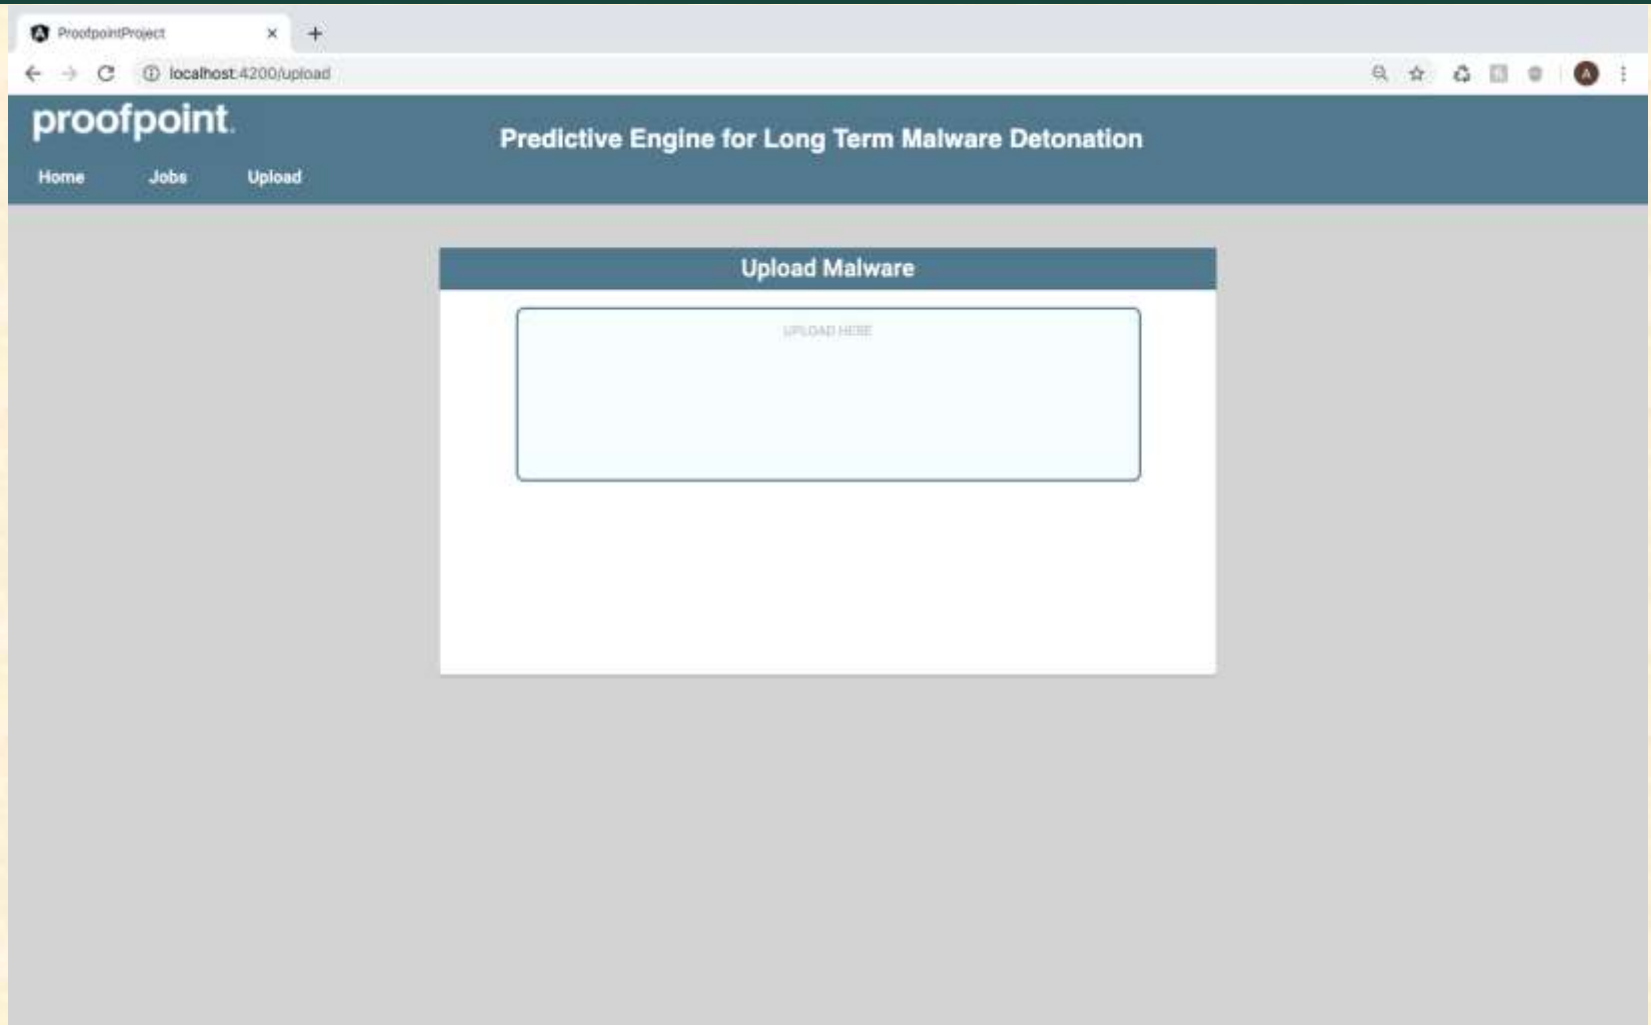 ProofpointProject
localhost:4200/upload
A
proofpoint.
Predictive Engine for Long Term Malware Detonation
Home Jobs Upload
Upload Malware
UPLOAD HERE